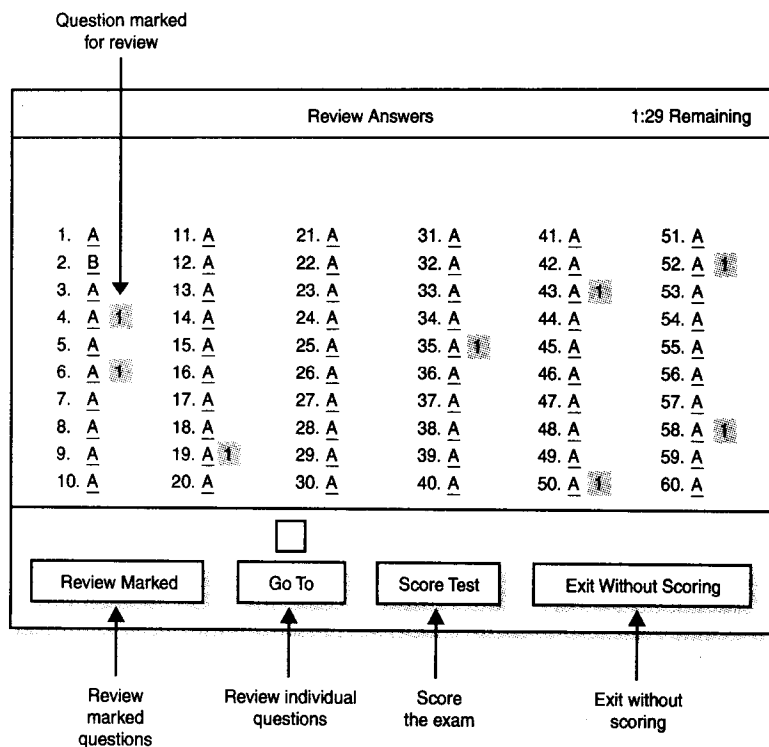 Question marked
for review
Review Answers 1:29 Remaining
1. A 11. A 21. A 31. A 41. A 51. A
2. B 12. A 22. A 32. A 42. A 52. A 1
3. A 13. A 23. A 33. A 43. A 1 53. A
4. A 1 14. A 24. A 34. A 44. A 54. A
5. A 15. A 25. A 35. A 1 45. A 55. A
6. A 1 16. A 26. A 36. A 46. A 56. A
7. A 17. A 27. A 37. A 47. A 57. A
8. A 18. A 28. A 38. A 48. A 58. A 1
9. A 19. A 1 29. A 39. A 49. A 59. A
10. A 20. A 30. A 40. A 50. A 1 60. A
Review Marked Go To Score Test Exit Without Scoring
Review
marked
questions
Review individual
questions
Score
the exam
Exit without
scoring